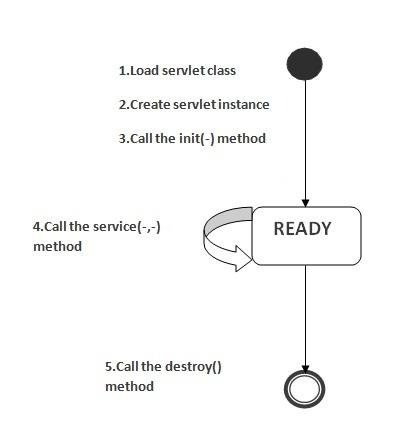 1.Load servlet class
2.Create servlet instance
3.Call the init(-) method
4.Call the service(-,-)
method
READY
5.Call the destroy()
method